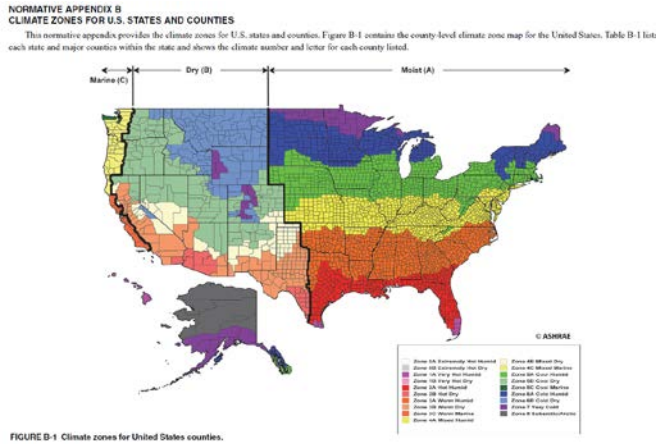 NORMATIVE APPENDIX B
CLIMATE ZONES FOR U.S. STATES AND COUNTIES
This normative appendix provides the climate zones for U.S. states and counties. Figure B-1 contains the county-level climate zone map for the United States. Table B-1 lists
each state and major counties within the state and shows the climate number and letter for each county listed.
Marine (C)
Dry (B)
Moist (A)
© ASHRAE
Zone 0A Extremely Hot Humid
Zone 0B Extremely Hot Dry
Zone 1A Very Hot Humid
Zone 1B Very Hot Dry
Zone 2A Hot Humid
Zone 2B Hot Dry
Zone 3A Warm Humid
Zone 3B Warm Dry
Zone 3C Warm Marine
Zone 4A Mixed Humid
Zone 4B Mixed Dry
Zone 4C Mixed Marine
Zone 5A Cool Humid
Zone 5B Cool Dry
Zone 5C Cool Marine
Zone 6A Cold Humid
Zone 6B Cold Dry
Zone 7 Very Cold
Zone 8 Subarctic/Arctic
FIGURE B-1 Climate zones for United States counties.